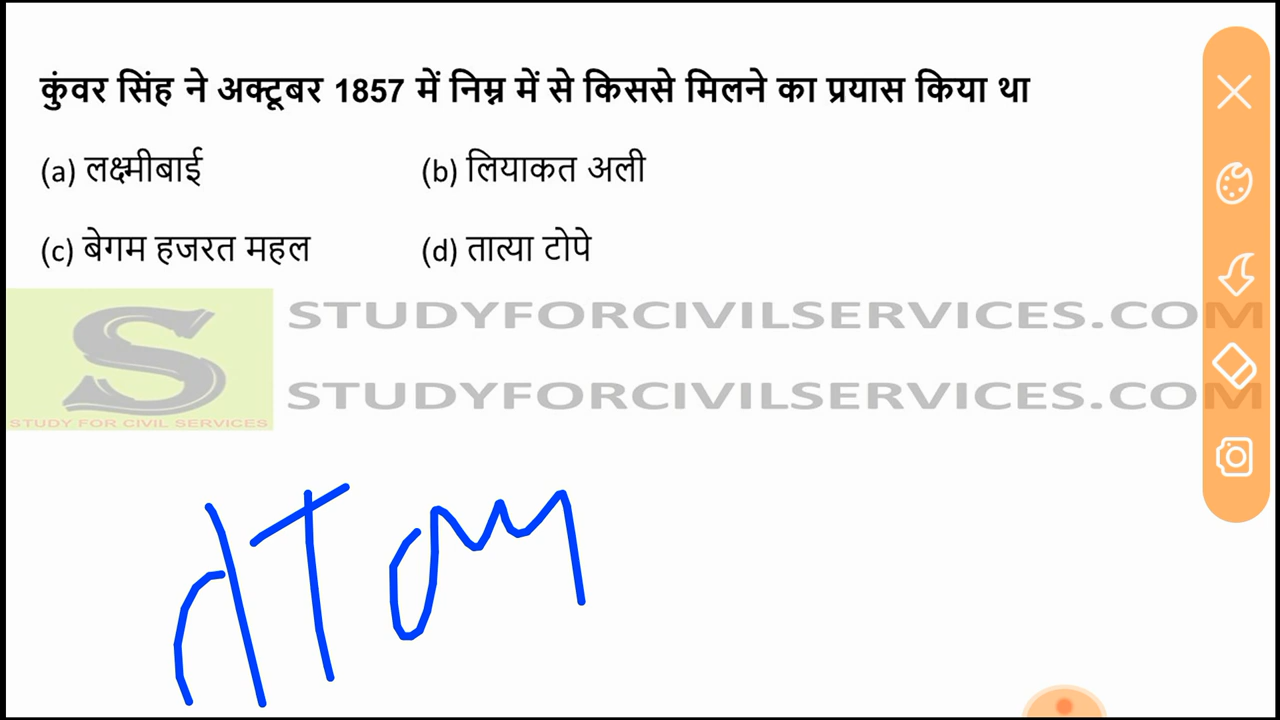 कुंवर सिंह ने अक्टूबर 1857 में निम्न में से किससे मिलने का प्रयास किया था
(a) लक्ष्मीबाई (b) लियाकत अली
(c) बेगम हजरत महल (d) तात्या टोपे
STUDYFORCIVILSERVICES.COM
STUDYFORCIVILSERVICES.COM
S
STUDY FOR CIVIL SERVICES